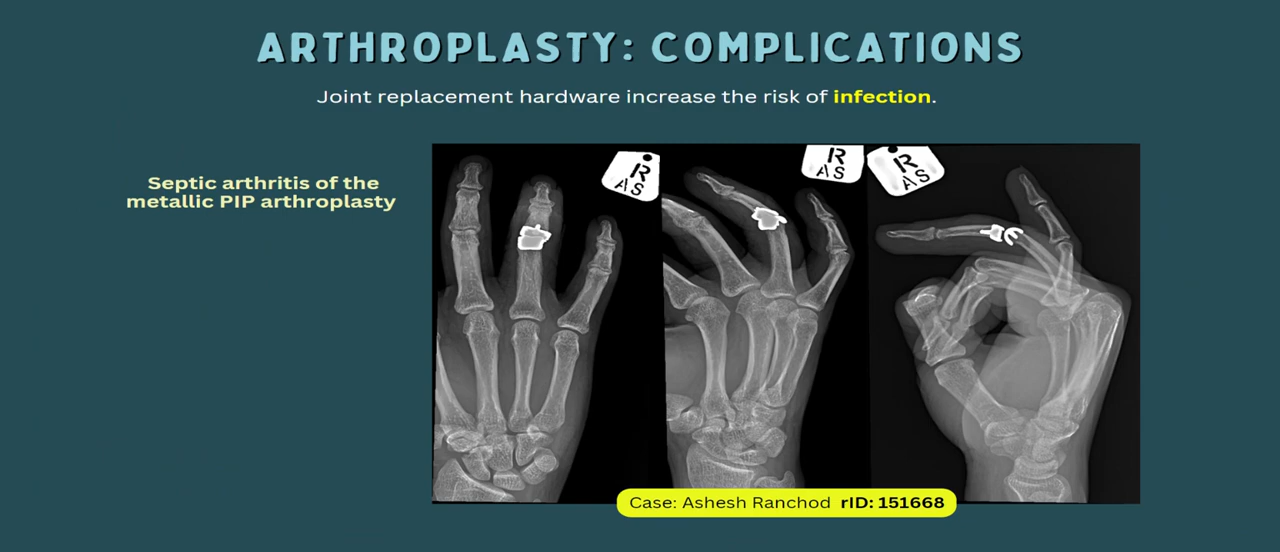 ARTHROPLASTY: COMPLICATIONS
Joint replacement hardware increase the risk of infection.
Septic arthritis of the
metallic PIP arthroplasty
R
AS
R
AS
R
AS
Case: Ashesh Ranchod rID: 151668